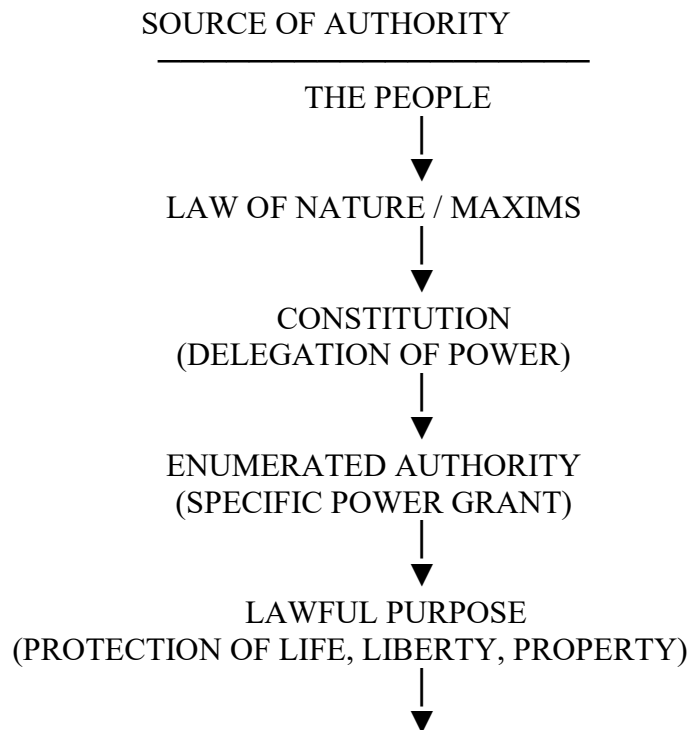 SOURCE OF AUTHORITY
THE PEOPLE
LAW OF NATURE / MAXIMS
CONSTITUTION
(DELEGATION OF POWER)
ENUMERATED AUTHORITY
(SPECIFIC POWER GRANT)
LAWFUL PURPOSE
(PROTECTION OF LIFE, LIBERTY, PROPERTY)